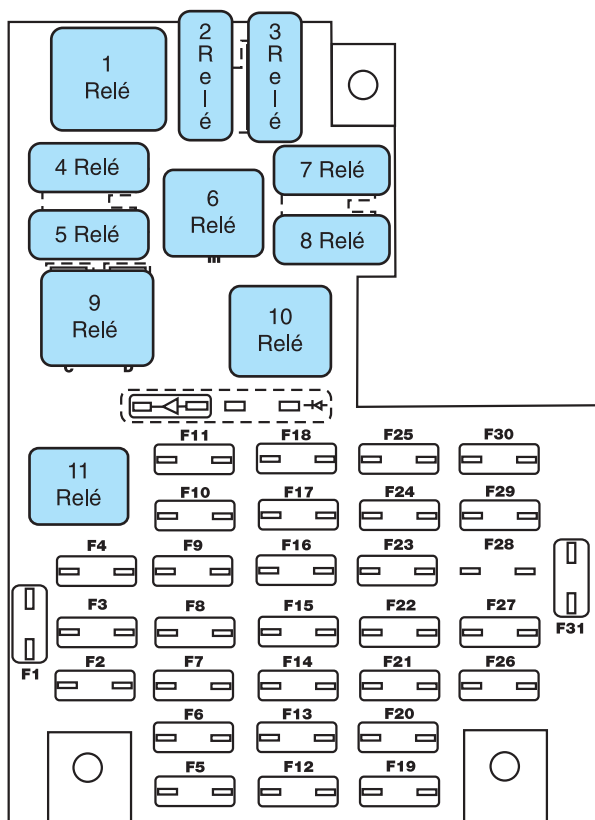 1
Relé
2
R
e
l
é
3
R
e
l
é
4 Relé
5 Relé
6
Relé
7 Relé
8 Relé
9
Relé
C D
10
Relé
11
Relé
F11 F18 F25 F30
F10 F17 F24 F29
F4 F9 F16 F23 F28
F3 F8 F15 F22 F27
F31
F1
F2 F7 F14 F21 F26
F6 F13 F20
F5 F12 F19